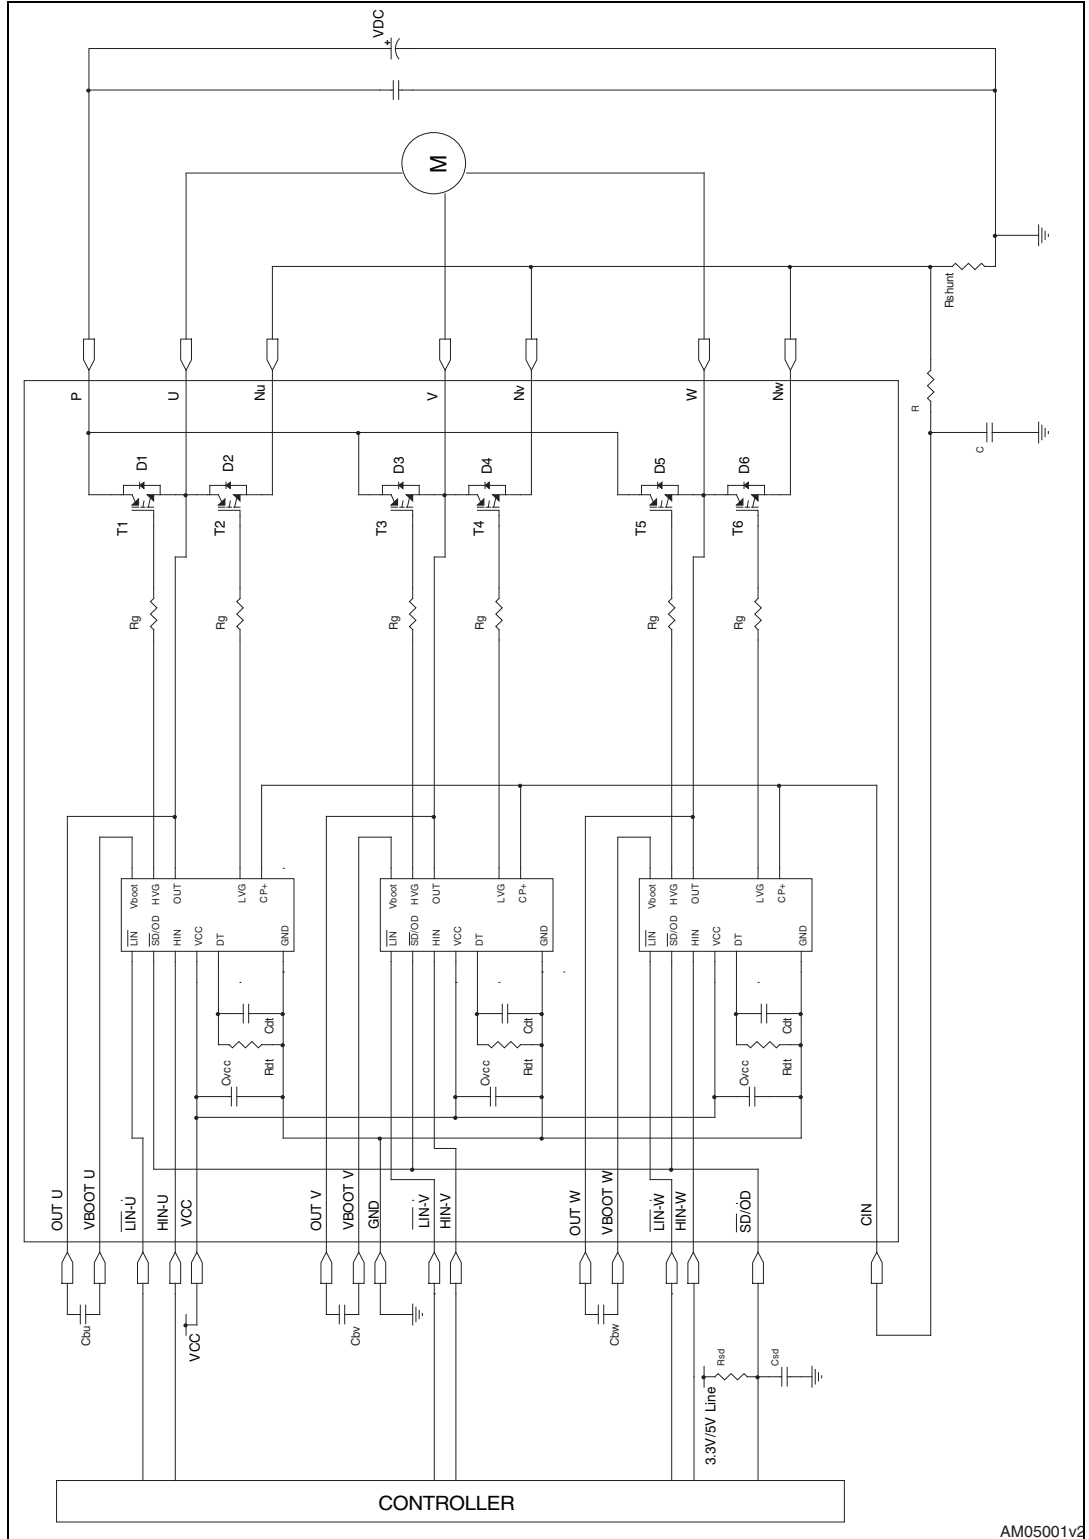 VDC
+
M
Rshunt
P
U
Nu
V
Nv
W
Nw
R
C
D1
D2
D3
D4
D5
D6
T1
T2
T3
T4
T5
T6
Rg
Rg
Rg
Rg
Rg
Rg
Vboot
HVG
OUT
LVG
CP+
LIN
SD/OD
HIN
VCC
DT
GND
Vboot
HVG
OUT
LVG
CP+
LIN
SD/OD
HIN
VCC
DT
GND
Vboot
HVG
OUT
LVG
CP+
LIN
SD/OD
HIN
VCC
DT
GND
Cdt
Rdt
Cvcc
Cdt
Rdt
Cvcc
Cdt
Rdt
Cvcc
OUT U
VBOOT U
LIN-U
HIN-U
VCC
OUT V
VBOOT V
GND
LIN-V
HIN-V
OUT W
VBOOT W
LIN-W
HIN-W
SD/OD
CIN
Cbu
VCC
Cbv
Cbw
3.3V/5V Line
Rsd
Csd
CONTROLLER
AM05001v2